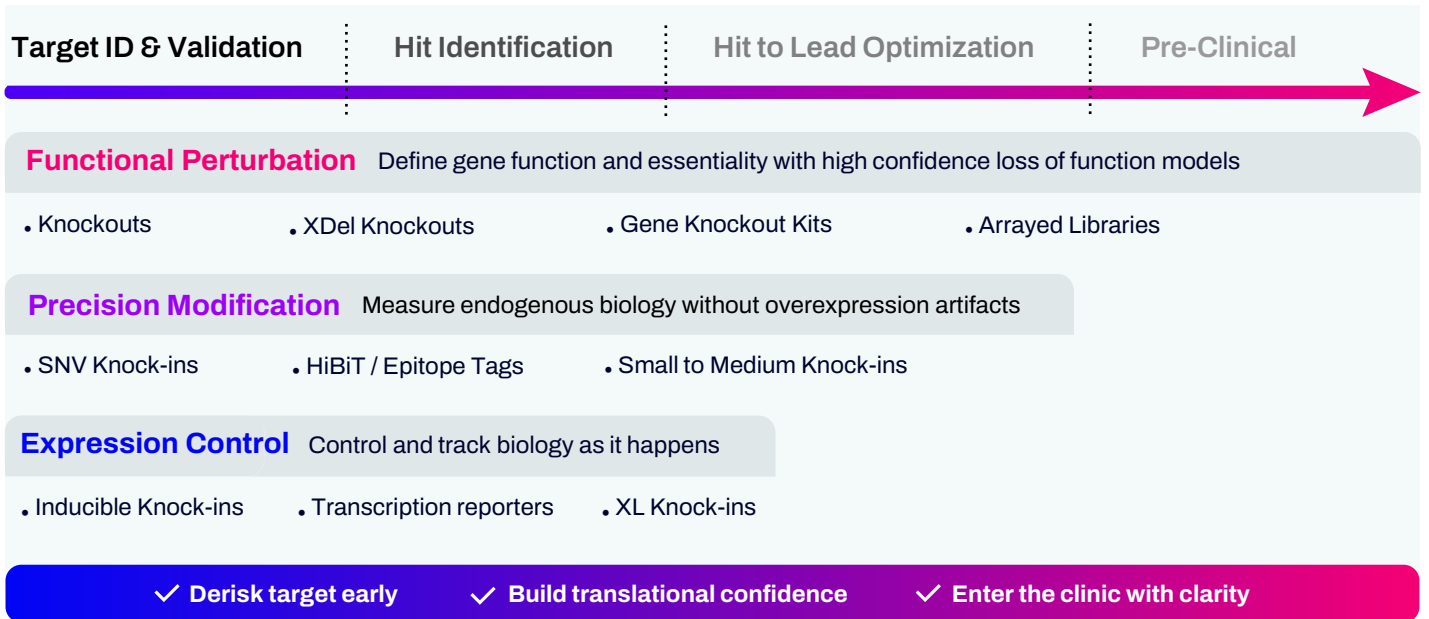 Target ID & Validation
Hit Identification
Hit to Lead Optimization
Pre-Clinical
Functional Perturbation Define gene function and essentiality with high confidence loss of function models
• Knockouts
• XDel Knockouts
• Gene Knockout Kits
• Arrayed Libraries
Precision Modification Measure endogenous biology without overexpression artifacts
• SNV Knock-ins
• HiBiT / Epitope Tags
• Small to Medium Knock-ins
Expression Control Control and track biology as it happens
• Inducible Knock-ins
• Transcription reporters
• XL Knock-ins
✓ Derisk target early
✓ Build translational confidence
✓ Enter the clinic with clarity